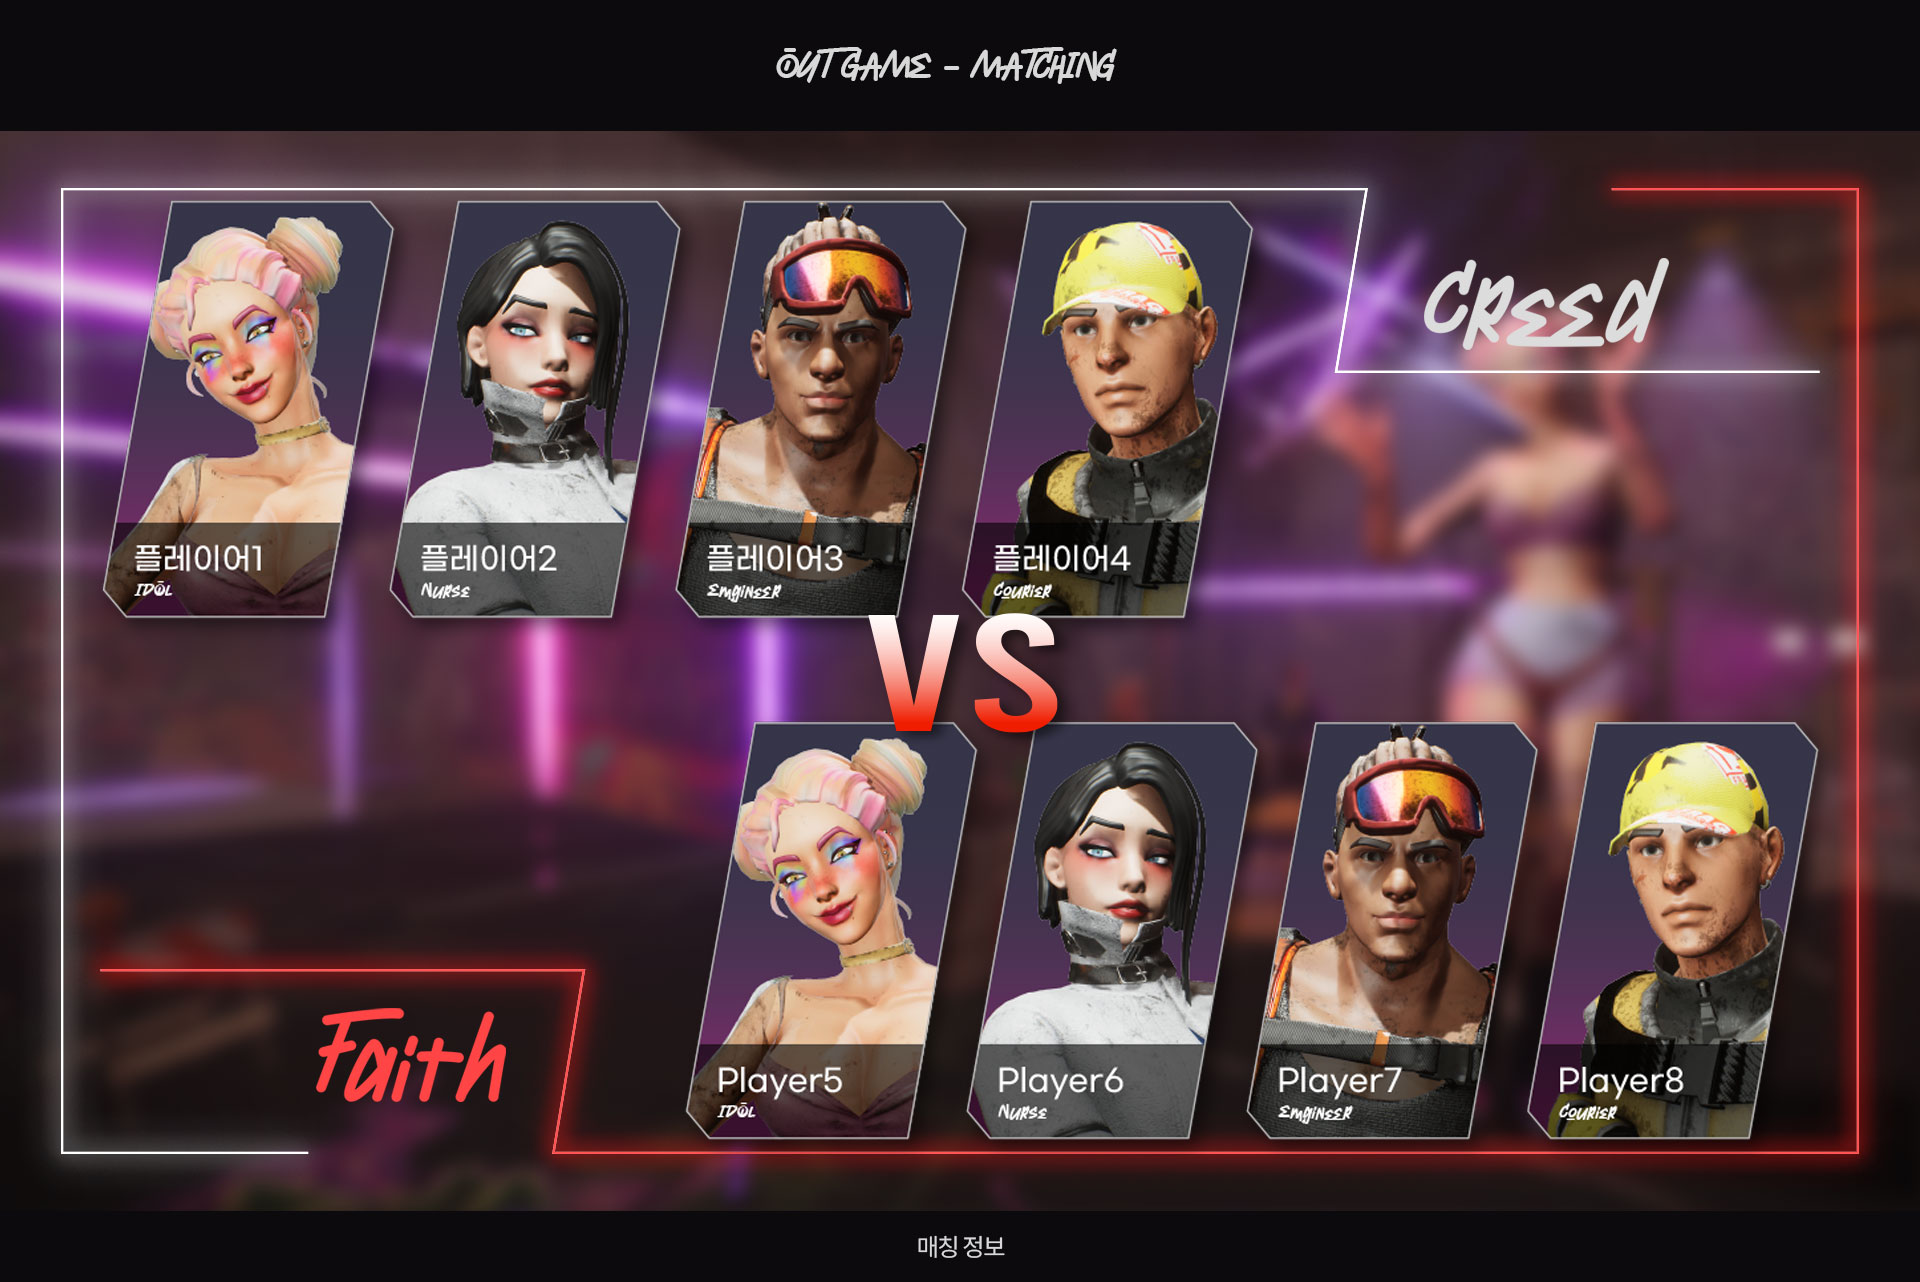 OUTGAME - MATCHING
CREED
플레이어1
IDOL
플레이어2
NURSE
플레이어3
ENGINEER
플레이어4
COURIER
VS
Faith
Player5
IDOL
Player6
NURSE
Player7
ENGINEER
Player8
COURIER
매칭 정보